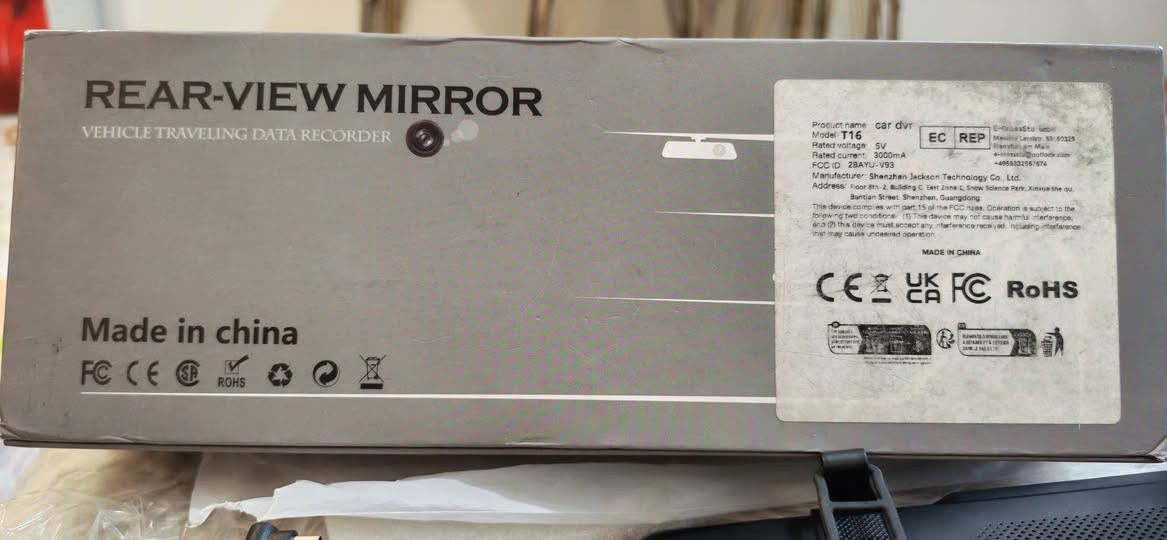 REAR-VIEW MIRROR
VEHICLE TRAVELING DATA RECORDER
Made in china
FC CE ROHS
Product name car dvr
Model T16
Rated voltage 5V
Rated current 3000mA
FCC ID 2BAYU-V93
EC REP
Frankfurt am Main
Manufacturer: Shenzhen Jackson Technology Co., Ltd.
Address: Floor 8th-2, Building C, East Zone 1, Snow Science Park, Xinxue she qu,
Bantian Street, Shenzhen, Guangdong
This device complies with part 15 of the FCC rules. Operation is subject to the
following two conditions: (1) This device may not cause harmful interference,
and (2) this device must accept any interference received, including interference
that may cause undesired operation.
MADE IN CHINA
CE UK CA FC RoHS